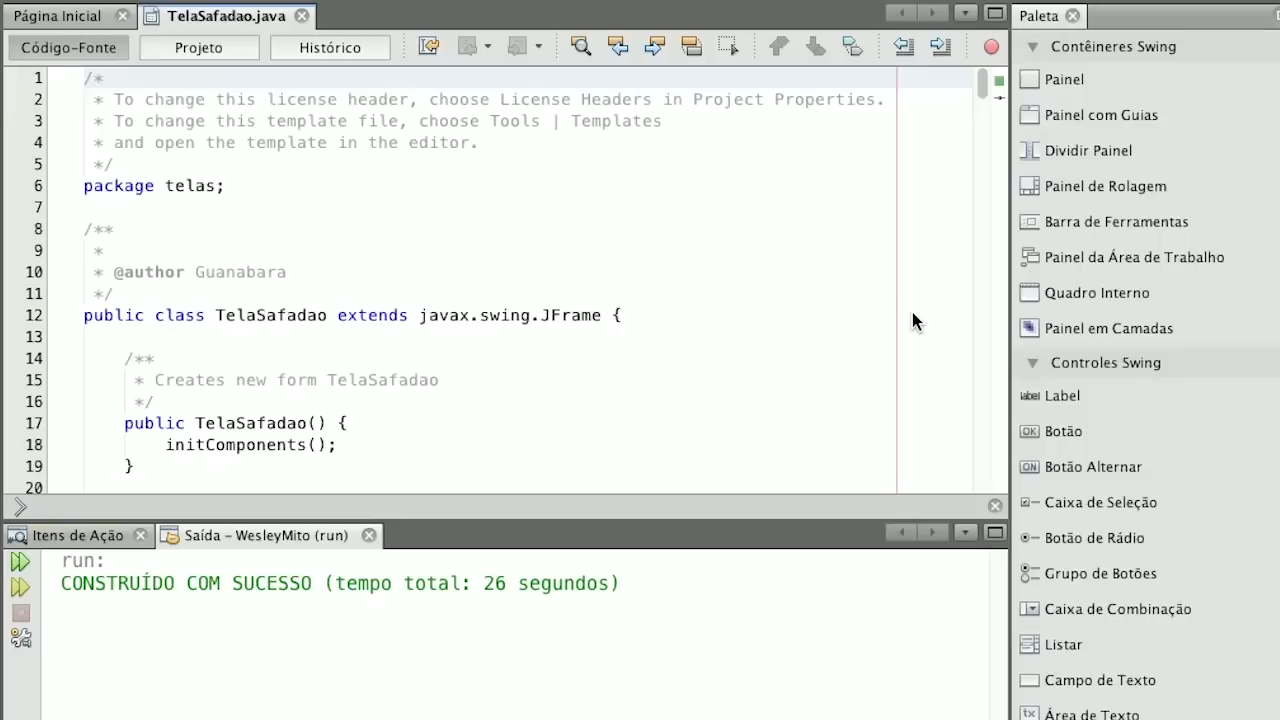 Página Inicial
TelaSafadao.java
Código-Fonte
Projeto
Histórico
1 /*
2 * To change this license header, choose License Headers in Project Properties.
3 * To change this template file, choose Tools | Templates
4 * and open the template in the editor.
5 */
6 package telas;
7
8 /**
9 *
10 * @author Guanabara
11 */
12 public class TelaSafadao extends javax.swing.JFrame {
13
14 /**
15 * Creates new form TelaSafadao
16 */
17 public TelaSafadao() {
18 initComponents();
19 }
20
Itens de Ação
Saída – WesleyMito (run)
run:
CONSTRUÍDO COM SUCESSO (tempo total: 26 segundos)
Paleta
Contêineres Swing
Painel
Painel com Guias
Dividir Painel
Painel de Rolagem
Barra de Ferramentas
Painel da Área de Trabalho
Quadro Interno
Painel em Camadas
Controles Swing
label Label
OK Botão
ON Botão Alternar
Caixa de Seleção
Botão de Rádio
Grupo de Botões
Caixa de Combinação
Listar
Campo de Texto
tx Área de Texto